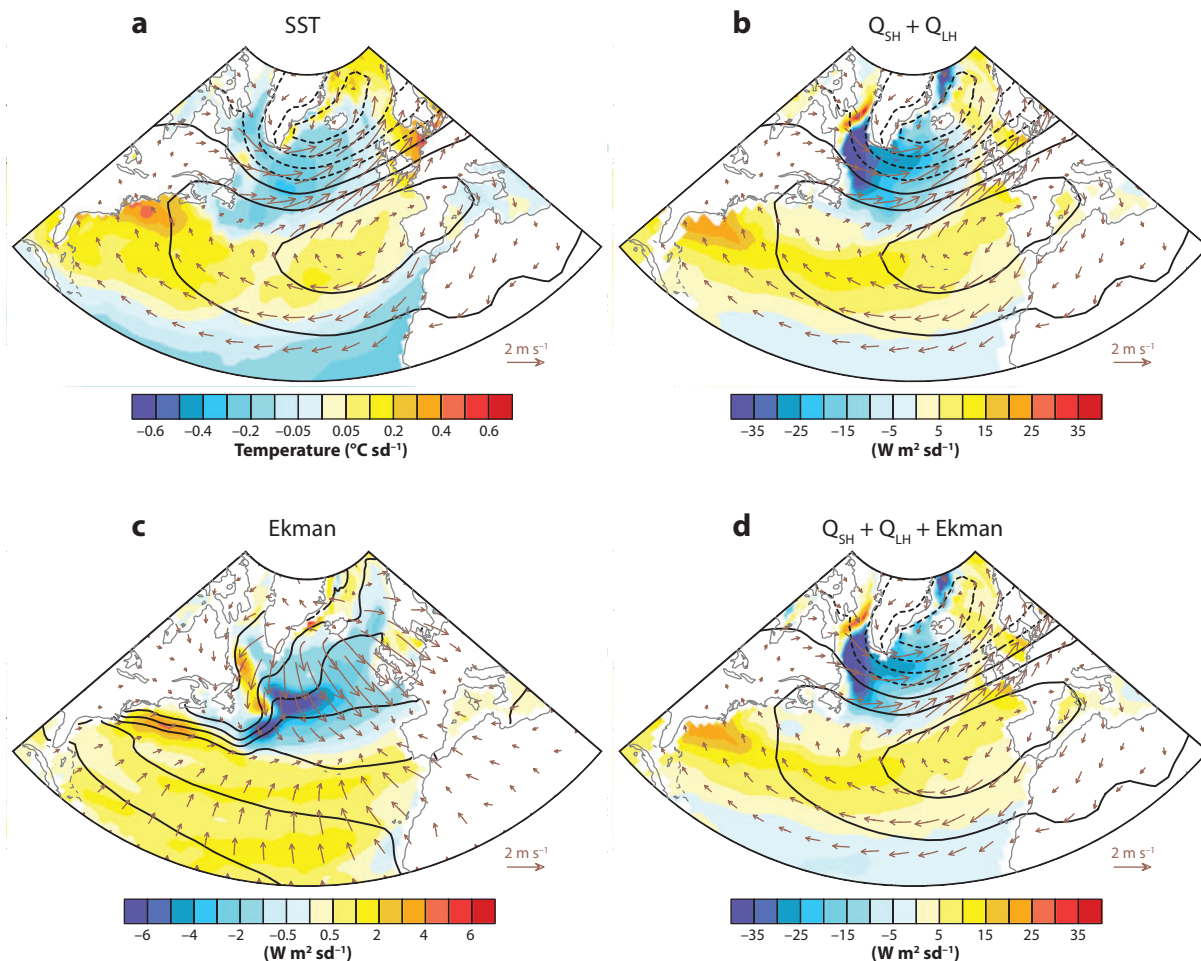 a SST
2 m s⁻¹
−0.6 −0.4 −0.2 −0.05 0.05 0.2 0.4 0.6
Temperature (°C sd⁻¹)
b Q_SH + Q_LH
2 m s⁻¹
−35 −25 −15 −5 5 15 25 35
(W m² sd⁻¹)
c Ekman
2 m s⁻¹
−6 −4 −2 −0.5 0.5 2 4 6
(W m² sd⁻¹)
d Q_SH + Q_LH + Ekman
2 m s⁻¹
−35 −25 −15 −5 5 15 25 35
(W m² sd⁻¹)